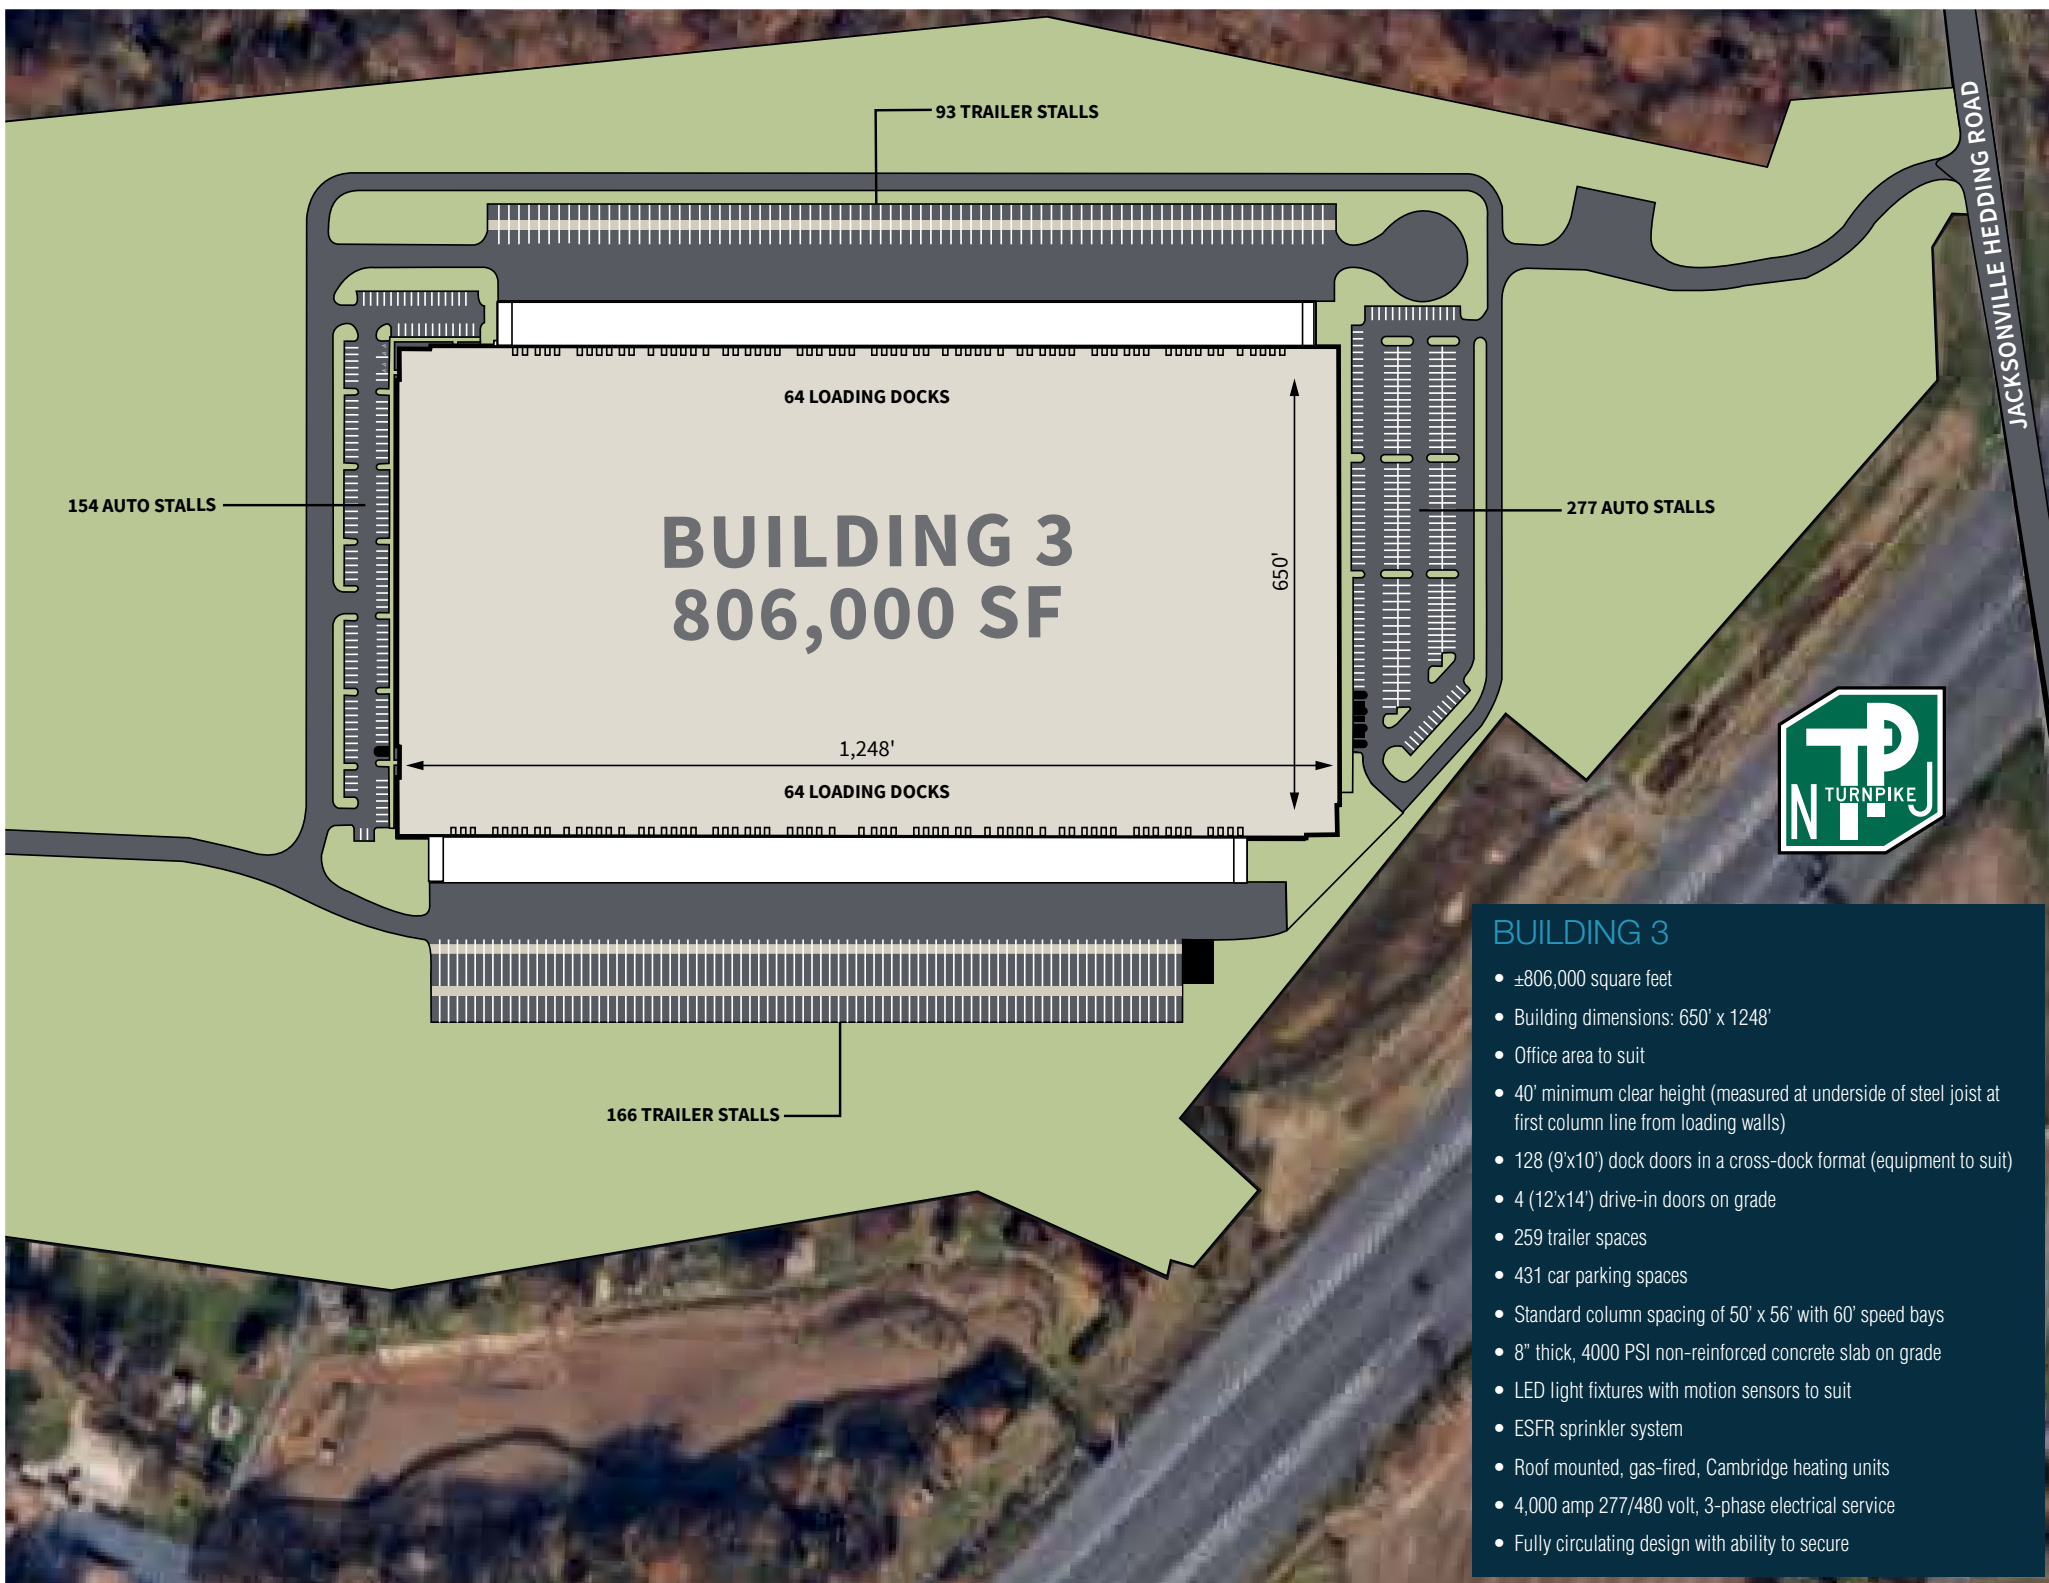 93 TRAILER STALLS
JACKSONVILLE HEDDING ROAD
64 LOADING DOCKS
154 AUTO STALLS
277 AUTO STALLS
BUILDING 3
806,000 SF
650'
1,248'
64 LOADING DOCKS
166 TRAILER STALLS
TP
N TURNPIKE J
BUILDING 3
• ±806,000 square feet
• Building dimensions: 650’ x 1248’
• Office area to suit
• 40’ minimum clear height (measured at underside of steel joist at
first column line from loading walls)
• 128 (9’x10’) dock doors in a cross-dock format (equipment to suit)
• 4 (12’x14’) drive-in doors on grade
• 259 trailer spaces
• 431 car parking spaces
• Standard column spacing of 50’ x 56’ with 60’ speed bays
• 8” thick, 4000 PSI non-reinforced concrete slab on grade
• LED light fixtures with motion sensors to suit
• ESFR sprinkler system
• Roof mounted, gas-fired, Cambridge heating units
• 4,000 amp 277/480 volt, 3-phase electrical service
• Fully circulating design with ability to secure